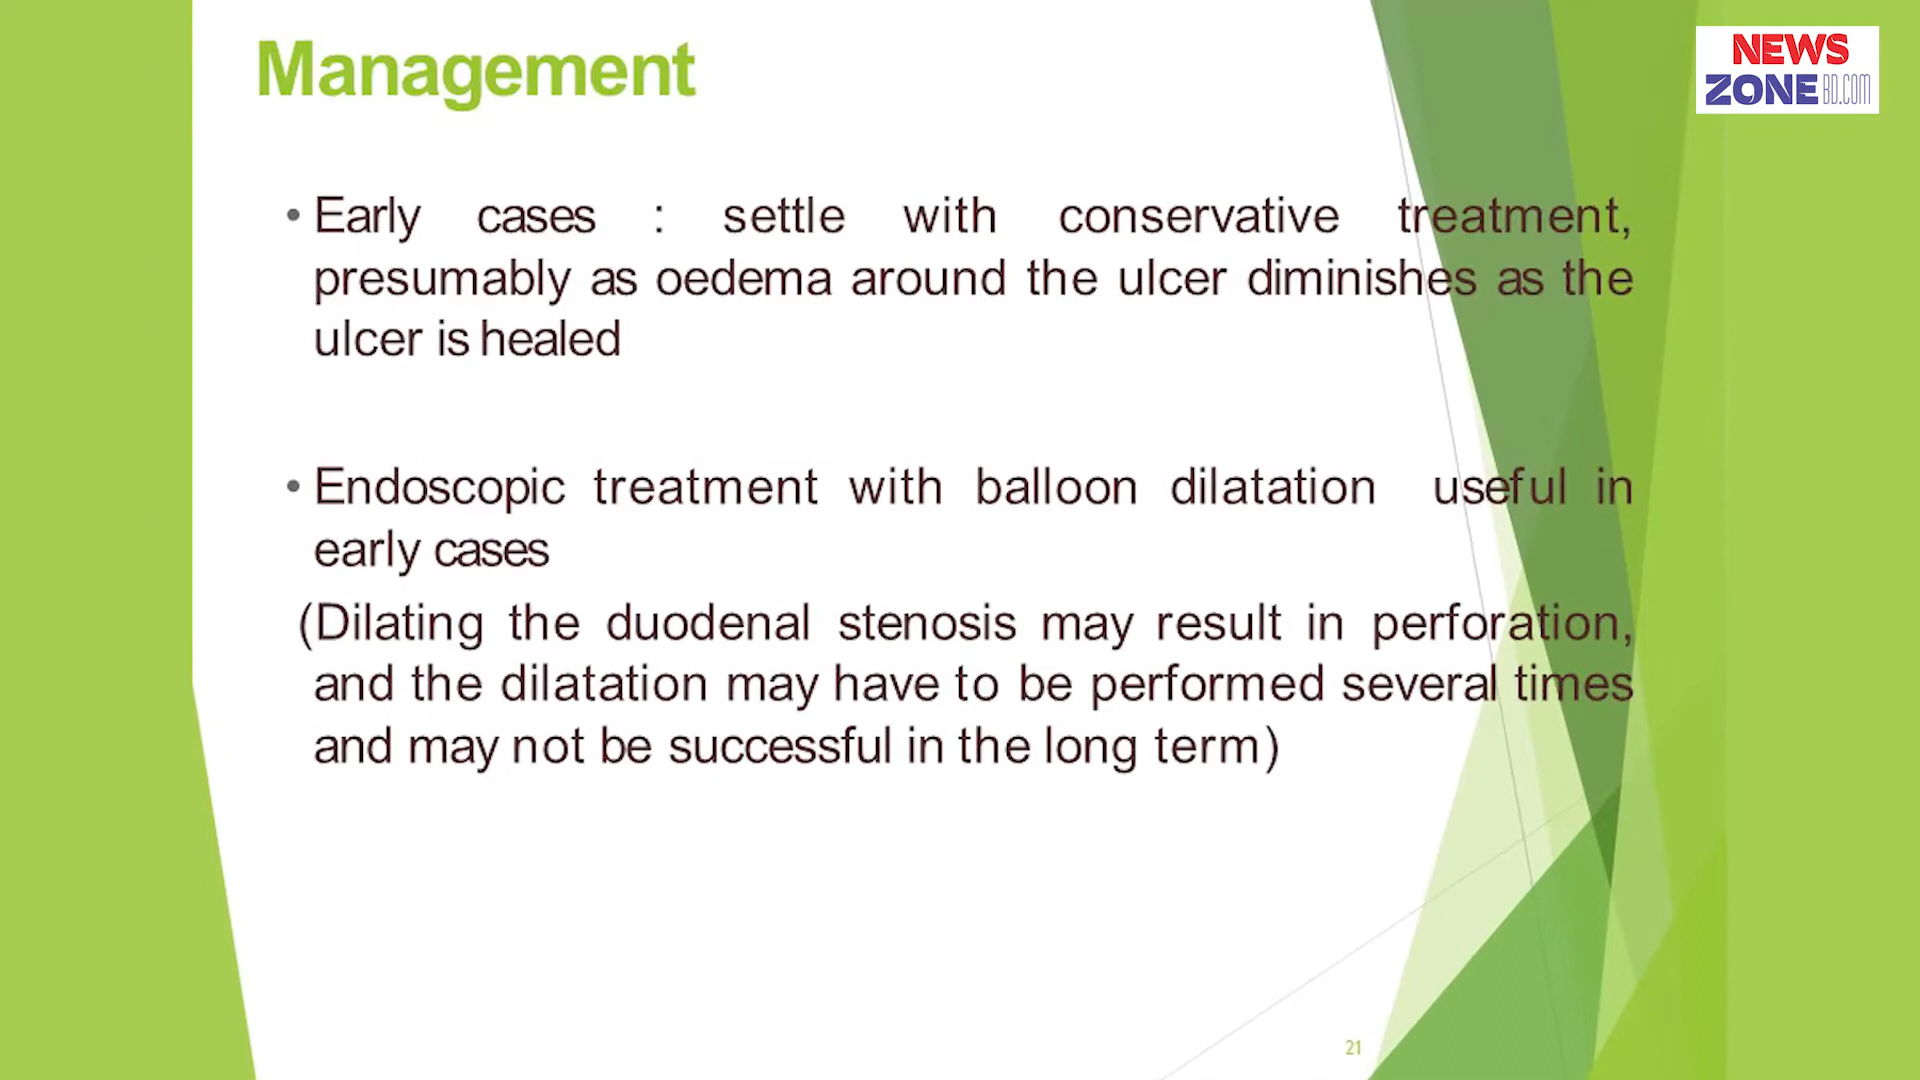 Management
NEWS
ZONE BD.COM
• Early cases : settle with conservative treatment,
presumably as oedema around the ulcer diminishes as the
ulcer is healed
• Endoscopic treatment with balloon dilatation useful in
early cases
(Dilating the duodenal stenosis may result in perforation,
and the dilatation may have to be performed several times
and may not be successful in the long term)
21